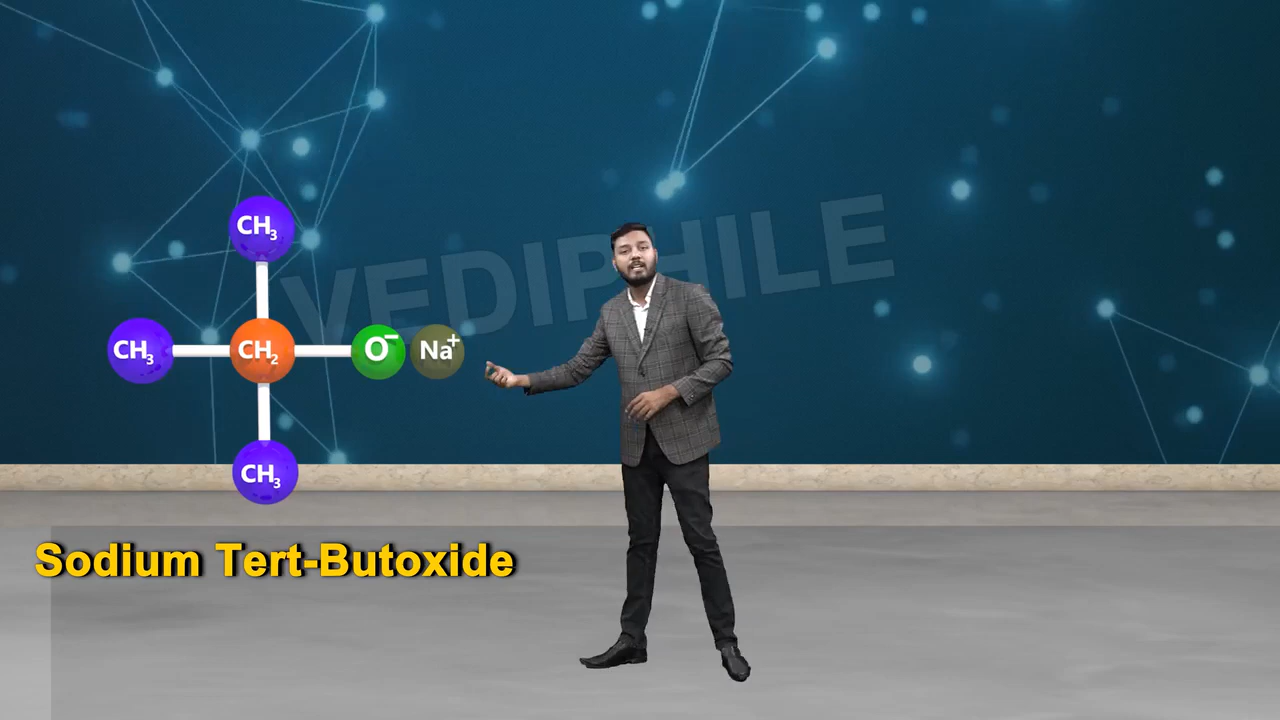 VEDIPHILE
CH₃
CH₃ CH₂ O⁻ Na⁺
CH₃
Sodium Tert-Butoxide